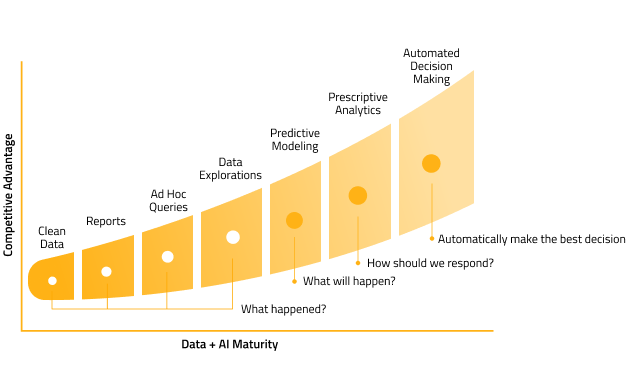 Automated
Decision
Making
Prescriptive
Analytics
Predictive
Modeling
Data
Explorations
Ad Hoc
Queries
Reports
Clean
Data
Competitive Advantage
Automatically make the best decision
How should we respond?
What will happen?
What happened?
Data + AI Maturity